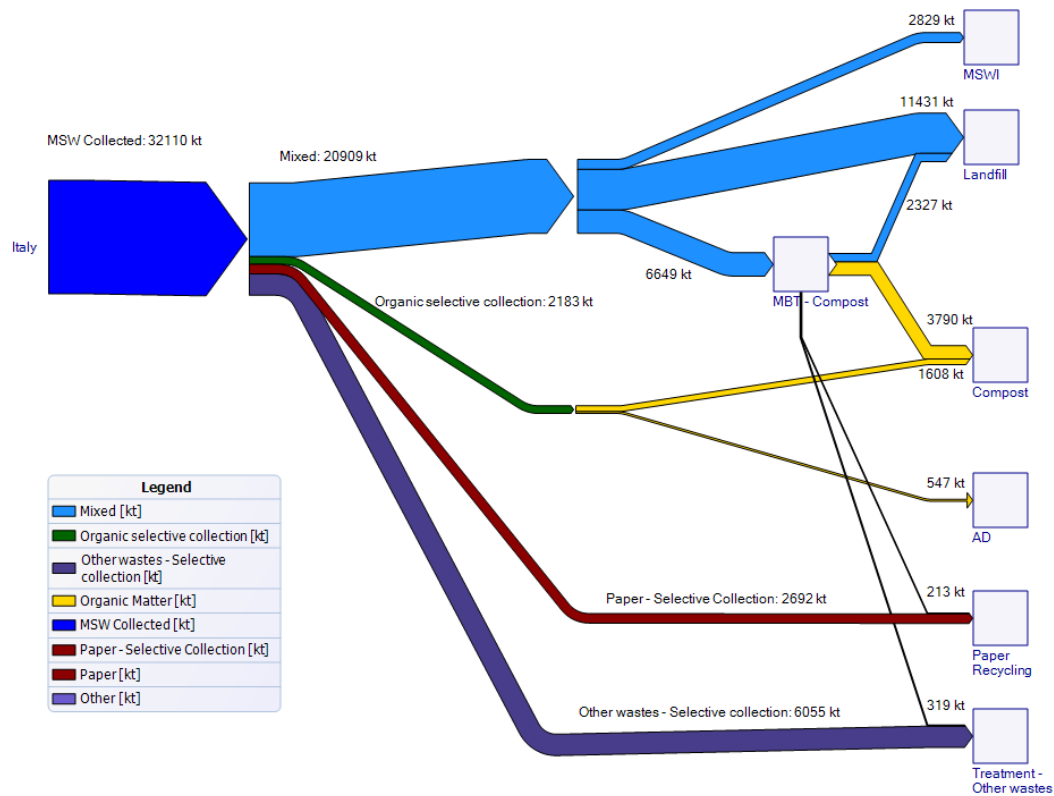 2829 kt
MSWI
11431 kt
MSW Collected: 32110 kt
Mixed: 20909 kt
Landfill
2327 kt
Italy
6649 kt
MBT - Compost
Organic selective collection: 2183 kt
3790 kt
1608 kt
Compost
547 kt
AD
Legend
Mixed [kt]
Organic selective collection [kt]
Other wastes - Selective
collection [kt]
Organic Matter [kt]
MSW Collected [kt]
Paper - Selective Collection [kt]
Paper [kt]
Other [kt]
Paper - Selective Collection: 2692 kt
213 kt
Paper
Recycling
Other wastes - Selective collection: 6055 kt
319 kt
Treatment -
Other wastes